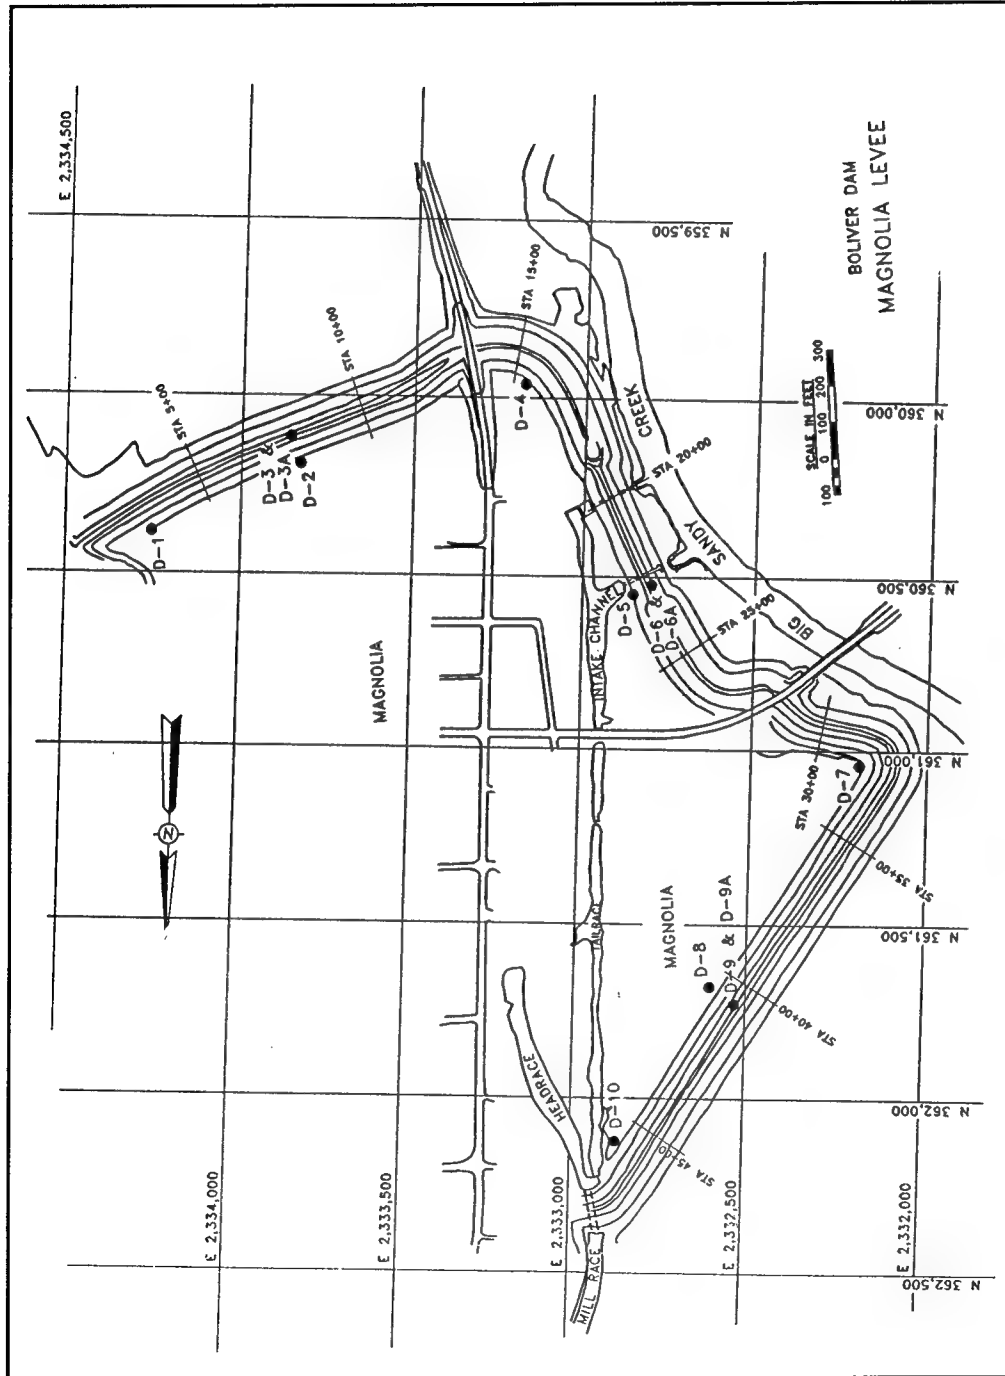 E 2,334,500
N 359,500
BOLIVER DAM
MAGNOLIA LEVEE
STA 5+00
STA 10+00
STA 15+00
D-1
D-3 &
D-3A
D-2
D-4
N 360,000
SCALE IN FEET
100 0 100 200 300
CREEK
STA 20+00
SANDY
BIG
N 360,500
INTAKE CHANNEL
D-5
D-6 &
D-6A
STA 25+00
MAGNOLIA
N
N 361,000
D-7
STA 30+00
STA 35+00
N 361,500
TAILRACE
MAGNOLIA
D-8
D-9 & D-9A
STA 40+00
HEADRACE
D-10
N 362,000
STA 45+00
E 2,334,000
E 2,333,500
E 2,333,000
E 2,332,500
E 2,332,000
MILL RACE
N 362,500